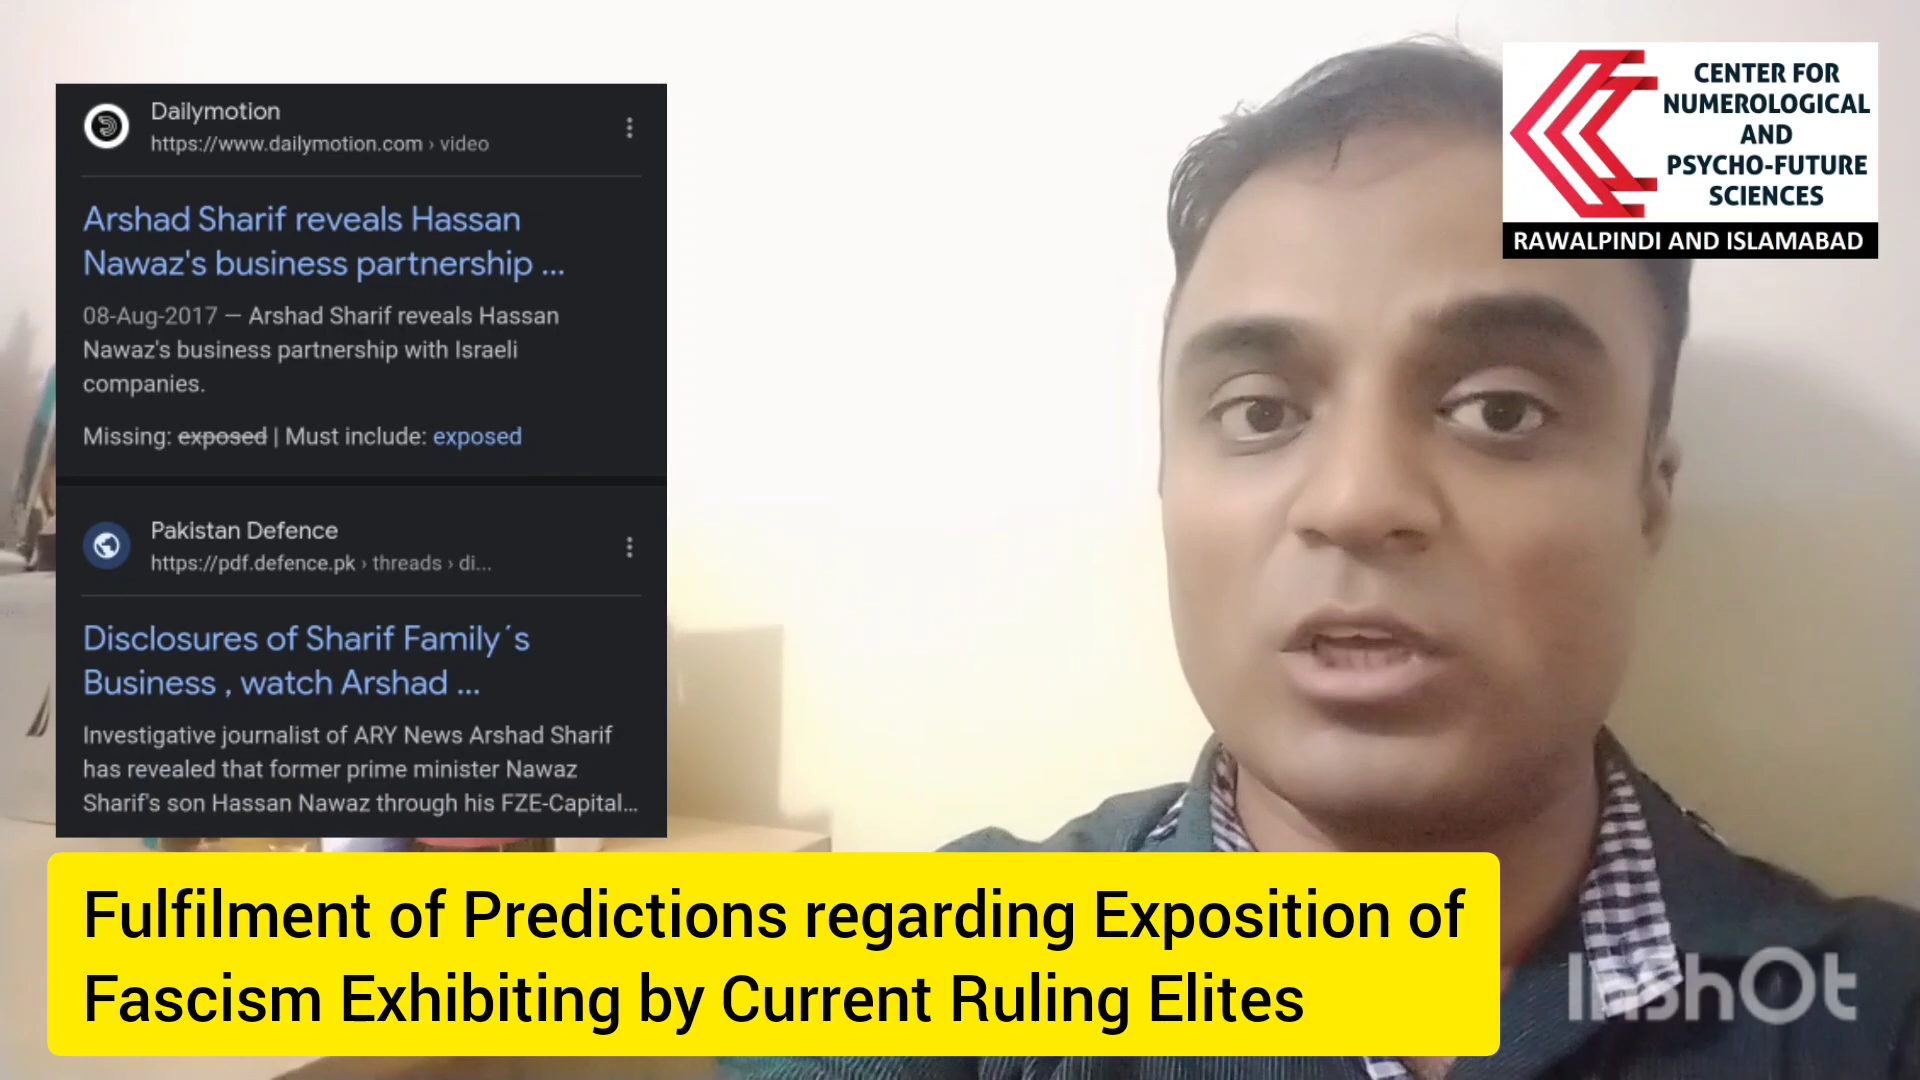 Dailymotion
https://www.dailymotion.com › video
Arshad Sharif reveals Hassan
Nawaz's business partnership ...
08-Aug-2017 — Arshad Sharif reveals Hassan
Nawaz's business partnership with Israeli
companies.
Missing: exposed | Must include: exposed
Pakistan Defence
https://pdf.defence.pk › threads › di...
Disclosures of Sharif Family´s
Business , watch Arshad ...
Investigative journalist of ARY News Arshad Sharif
has revealed that former prime minister Nawaz
Sharif's son Hassan Nawaz through his FZE-Capital...
CENTER FOR
NUMEROLOGICAL
AND
PSYCHO-FUTURE
SCIENCES
RAWALPINDI AND ISLAMABAD
Fulfilment of Predictions regarding Exposition of
Fascism Exhibiting by Current Ruling Elites
InshOt